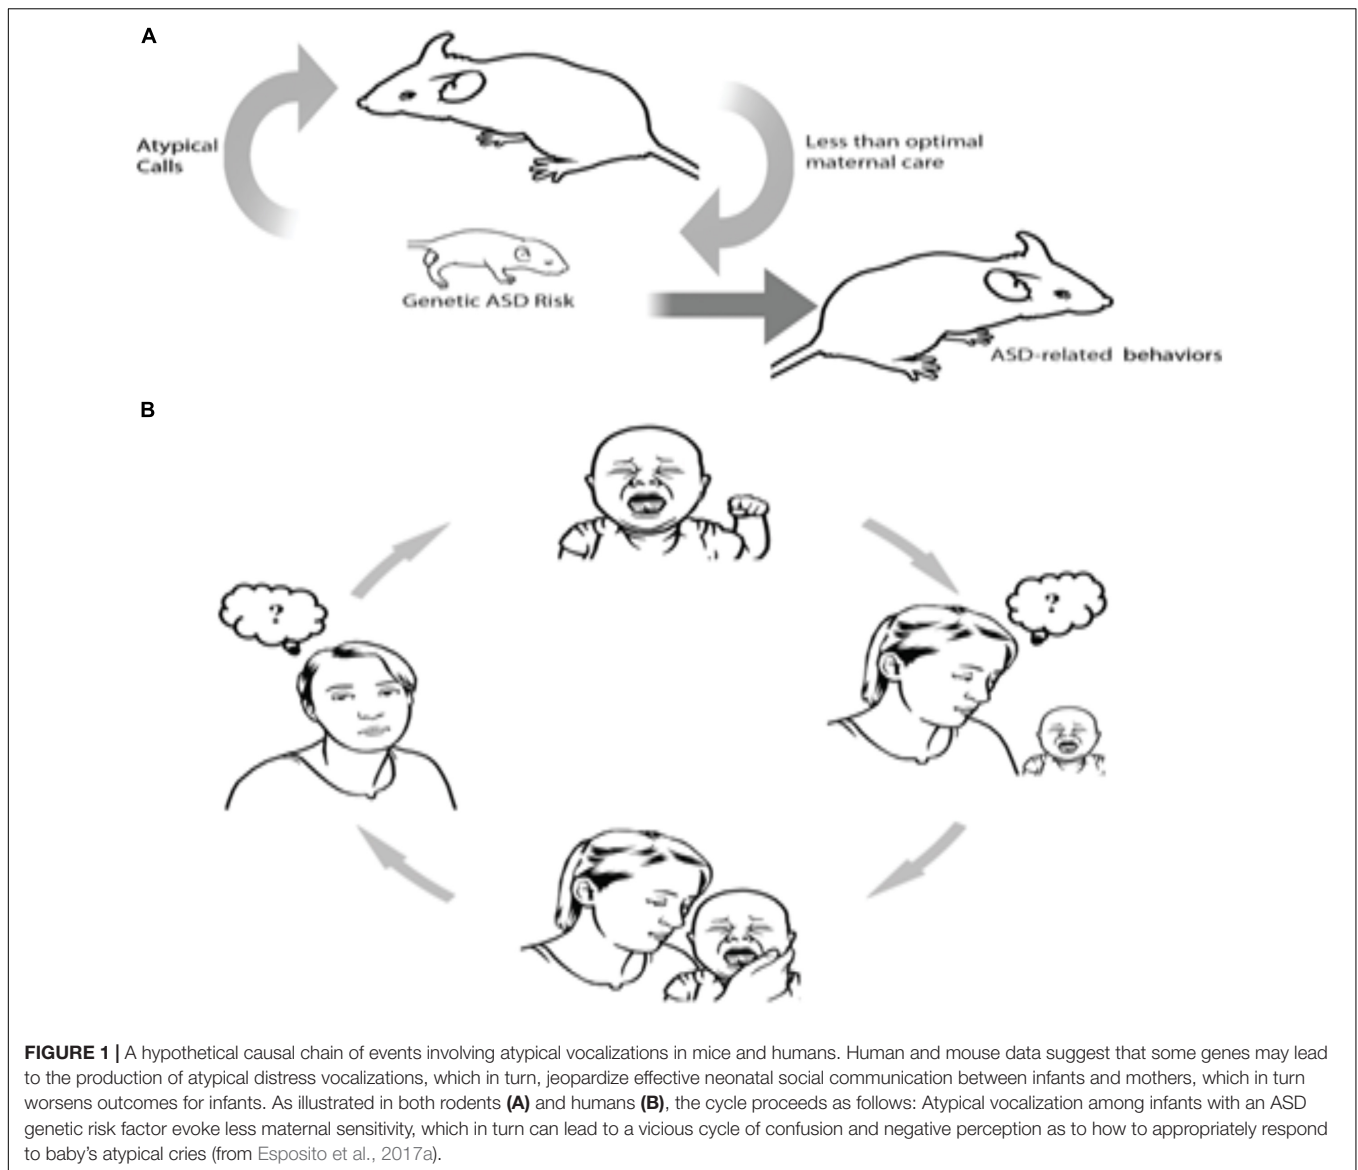 A
Atypical
Calls
Less than optimal
maternal care
Genetic ASD Risk
ASD-related behaviors
B
?
?
FIGURE 1 | A hypothetical causal chain of events involving atypical vocalizations in mice and humans. Human and mouse data suggest that some genes may lead
to the production of atypical distress vocalizations, which in turn, jeopardize effective neonatal social communication between infants and mothers, which in turn
worsens outcomes for infants. As illustrated in both rodents (A) and humans (B), the cycle proceeds as follows: Atypical vocalization among infants with an ASD
genetic risk factor evoke less maternal sensitivity, which in turn can lead to a vicious cycle of confusion and negative perception as to how to appropriately respond
to baby's atypical cries (from Esposito et al., 2017a).